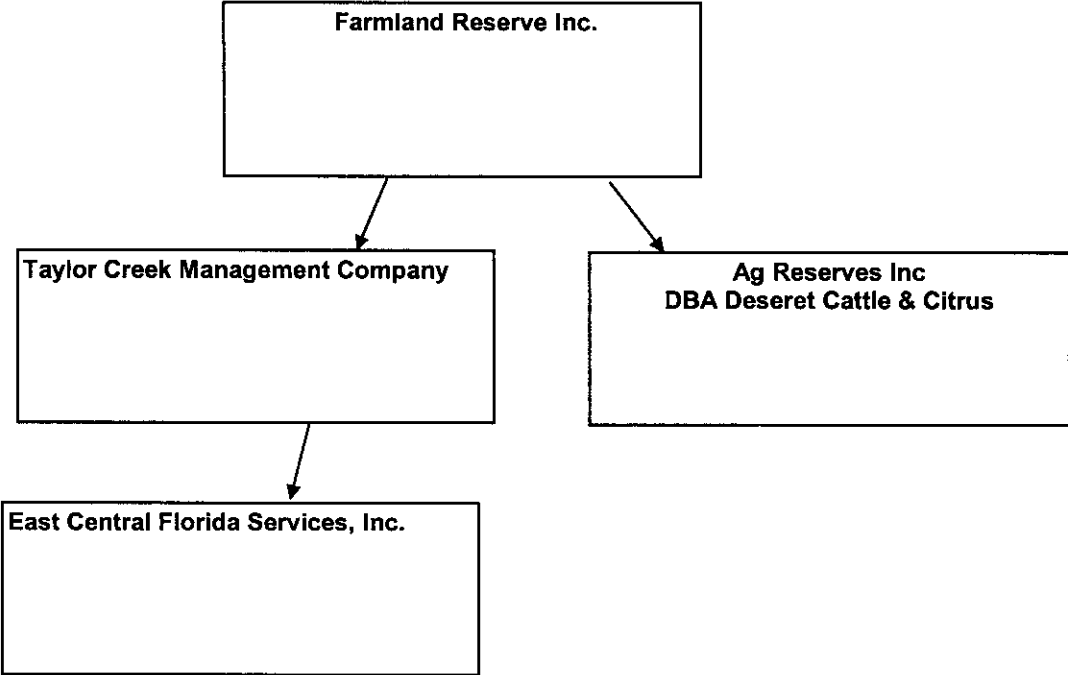 Farmland Reserve Inc.
Taylor Creek Management Company
Ag Reserves Inc
DBA Deseret Cattle & Citrus
East Central Florida Services, Inc.